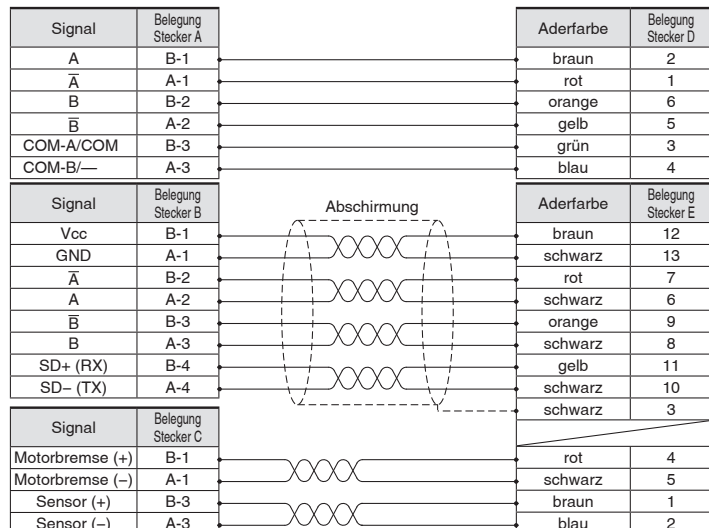 Signal Belegung Stecker A Aderfarbe Belegung Stecker D
A B-1 braun 2
A̅ A-1 rot 1
B B-2 orange 6
B̅ A-2 gelb 5
COM-A/COM B-3 grün 3
COM-B/— A-3 blau 4
Signal Belegung Stecker B Abschirmung Aderfarbe Belegung Stecker E
Vcc B-1 braun 12
GND A-1 schwarz 13
A̅ B-2 rot 7
A A-2 schwarz 6
B̅ B-3 orange 9
B A-3 schwarz 8
SD+ (RX) B-4 gelb 11
SD− (TX) A-4 schwarz 10
schwarz 3
Signal Belegung Stecker C
Motorbremse (+) B-1 rot 4
Motorbremse (−) A-1 schwarz 5
Sensor (+) B-3 braun 1
Sensor (−) A-3 blau 2